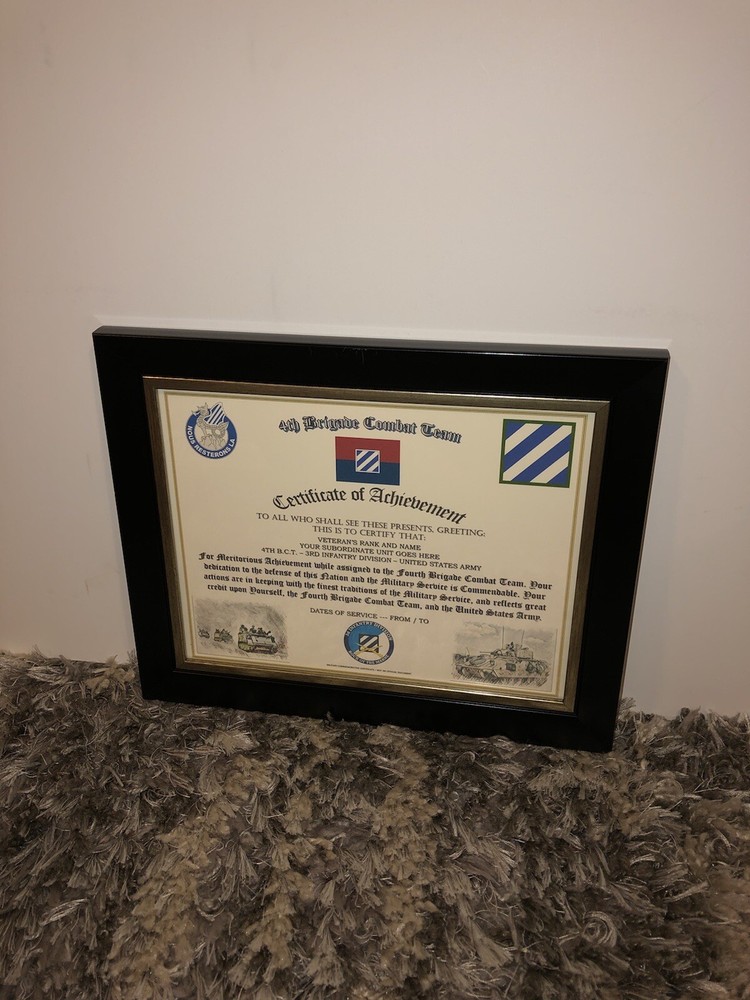 NOUS RESTERONS LA
4th Brigade Combat Team
Certificate of Achievement
TO ALL WHO SHALL SEE THESE PRESENTS, GREETING:
THIS IS TO CERTIFY THAT:
VETERAN'S RANK AND NAME
YOUR SUBORDINATE UNIT GOES HERE
4TH B.C.T. – 3RD INFANTRY DIVISION – UNITED STATES ARMY
For Meritorious Achievement while assigned to the Fourth Brigade Combat Team. Your
dedication to the defense of this Nation and the Military Service is Commendable. Your
actions are in keeping with the finest traditions of the Military Service, and reflects great
credit upon Yourself, the Fourth Brigade Combat Team, and the United States Army.
DATES OF SERVICE --- FROM / TO